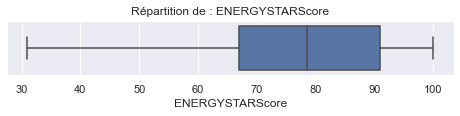 Répartition de : ENERGYSTARScore
30 40 50 60 70 80 90 100
ENERGYSTARScore